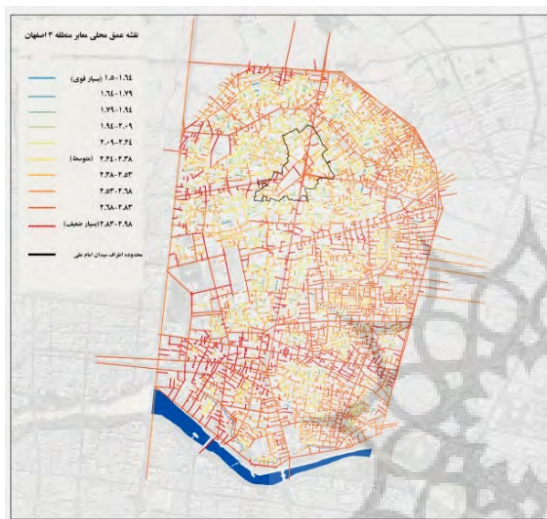 نقشه عمق محلی معابر منطقه ۳ اصفهان
۱.۵-۱.۶۴ (بسیار قوی)
۱.۶۴-۱.۷۹
۱.۷۹-۱.۹۴
۱.۹۴-۲.۰۹
۲.۰۹-۲.۲۴
۲.۲۴-۲.۳۸ (متوسط)
۲.۳۸-۲.۵۳
۲.۵۳-۲.۶۸
۲.۶۸-۲.۸۳
۲.۸۳-۲.۹۸ (بسیار ضعیف)
محدوده اطراف میدان امام علی